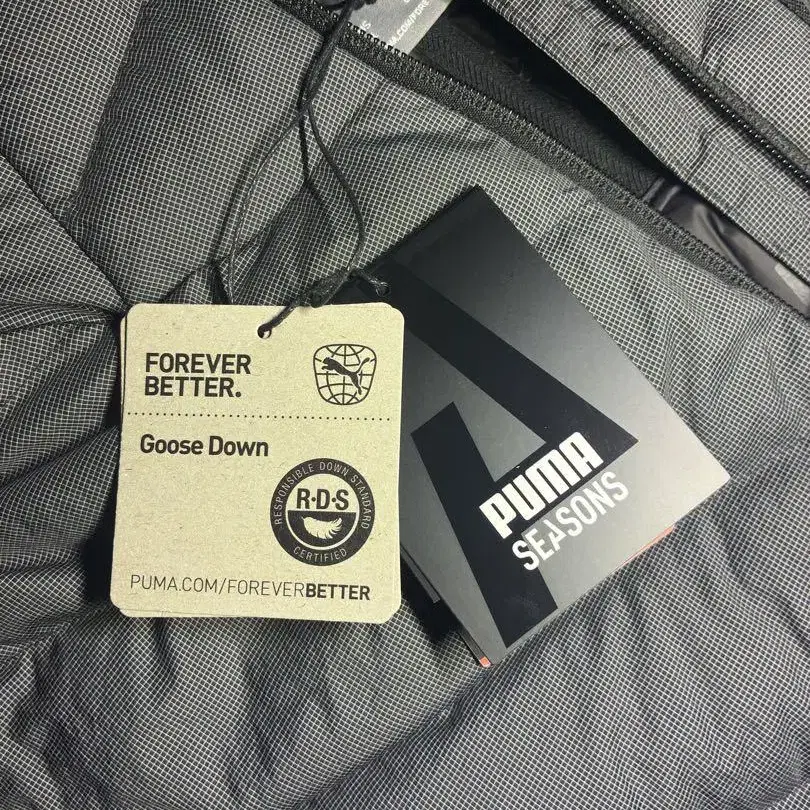 FOREVER
BETTER.
Goose Down
RESPONSIBLE DOWN STANDARD
R·D·S
CERTIFIED
PUMA.COM/FOREVERBETTER
PUMA
SEASONS